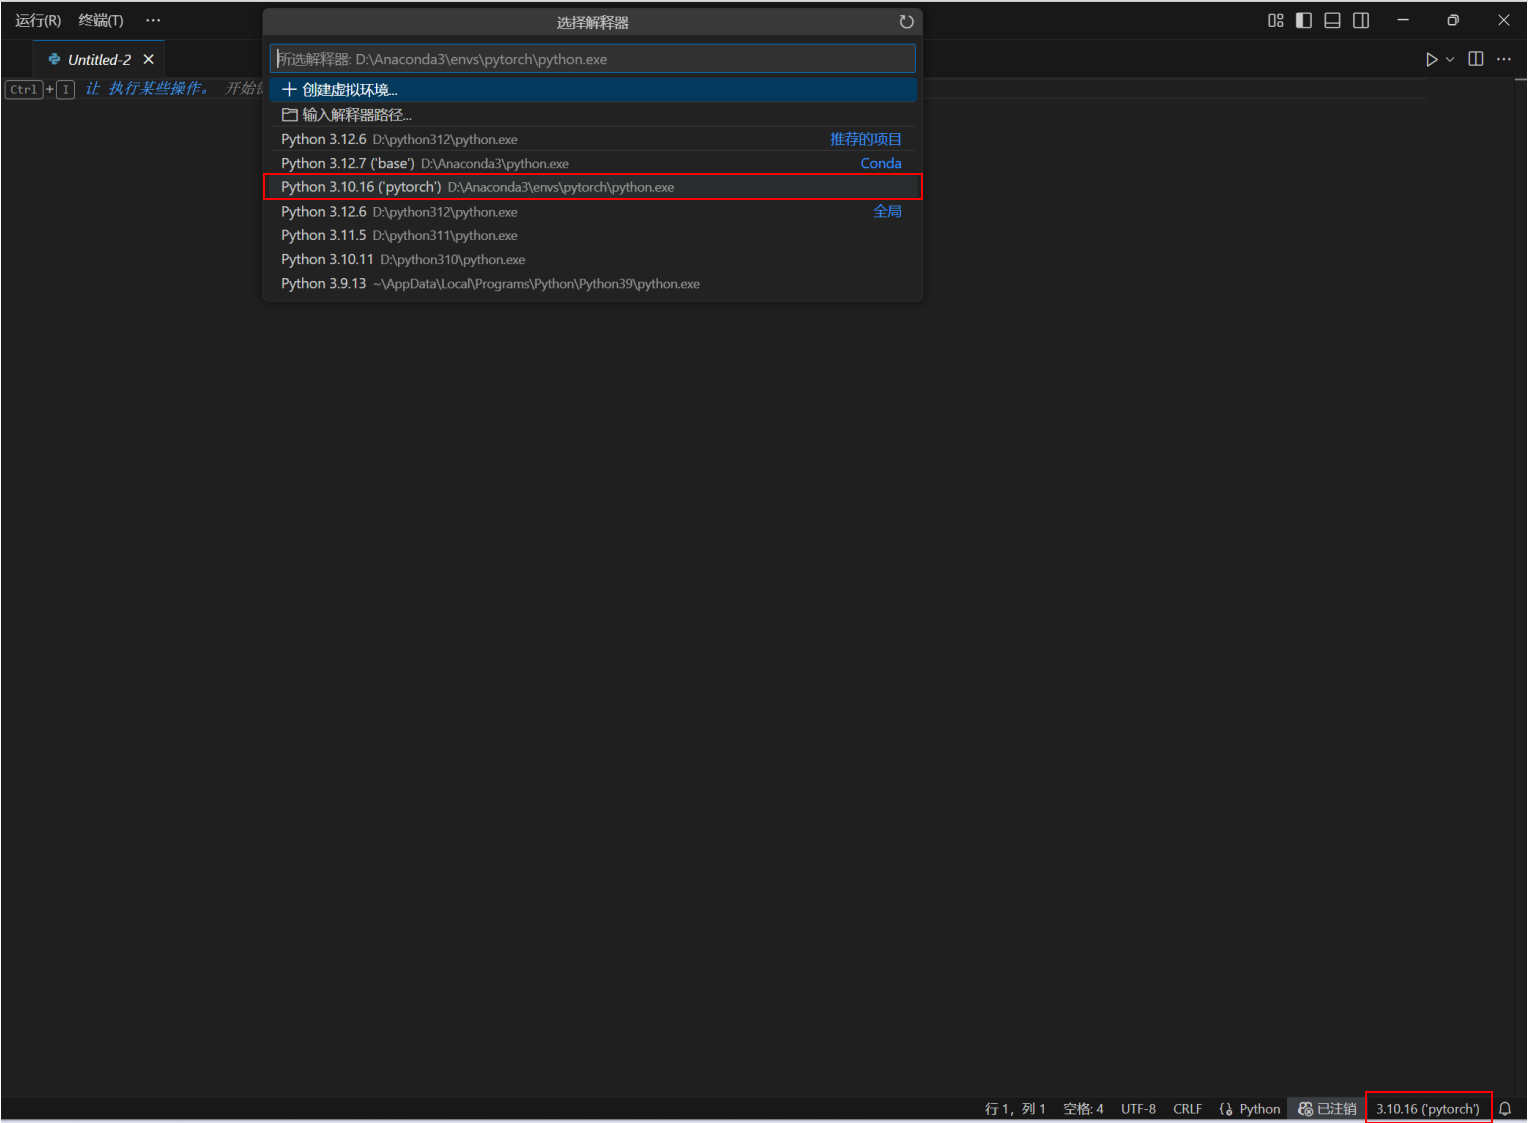 运行(R) 终端(T) ···
选择解释器
Untitled-2
所选解释器: D:\Anaconda3\envs\pytorch\python.exe
Ctrl + I 让 执行某些操作。 开始
创建虚拟环境...
输入解释器路径...
Python 3.12.6 D:\python312\python.exe 推荐的项目
Python 3.12.7 ('base') D:\Anaconda3\python.exe Conda
Python 3.10.16 ('pytorch') D:\Anaconda3\envs\pytorch\python.exe
Python 3.12.6 D:\python312\python.exe 全局
Python 3.11.5 D:\python311\python.exe
Python 3.10.11 D:\python310\python.exe
Python 3.9.13 ~\AppData\Local\Programs\Python\Python39\python.exe
行 1，列 1 空格: 4 UTF-8 CRLF Python 已注销 3.10.16 ('pytorch')